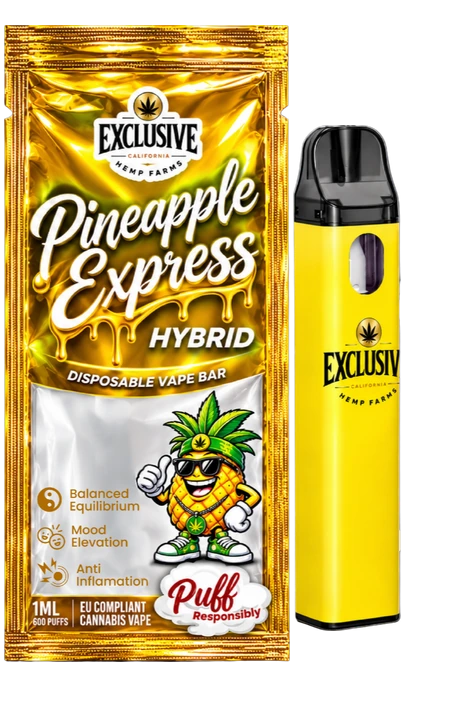 EXCLUSIVE
CALIFORNIA
HEMP FARMS
Pineapple
Express
HYBRID
DISPOSABLE VAPE BAR
Balanced
Equilibrium
Mood
Elevation
Anti
Inflamation
1ML
600 PUFFS
EU COMPLIANT
CANNABIS VAPE
Puff
Responsibly
EXCLUSIV
CALIFORNIA
HEMP FARMS